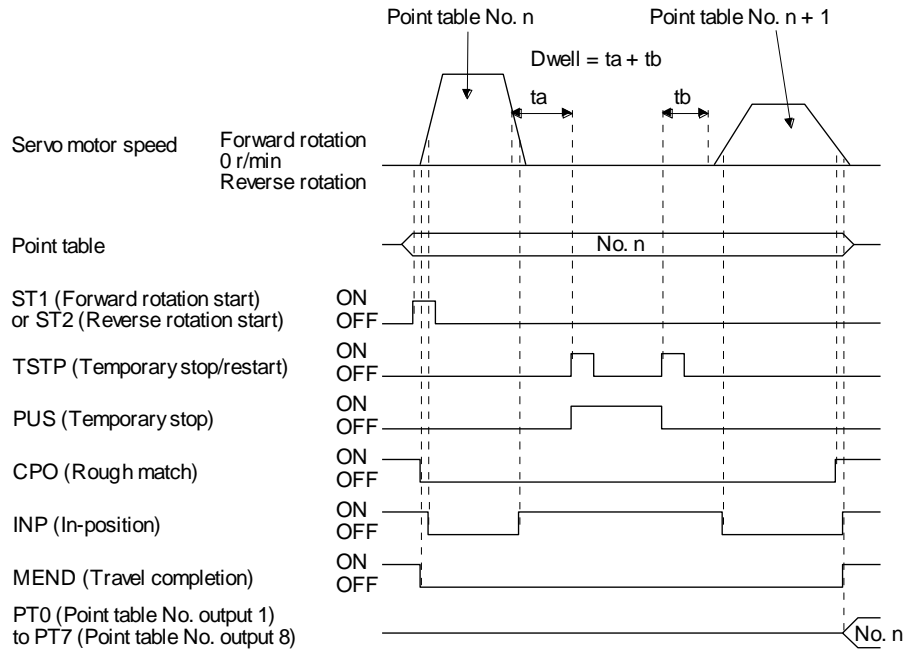 Point table No. n
Point table No. n + 1
Dwell = ta + tb
ta
tb
Servo motor speed
Forward rotation
0 r/min
Reverse rotation
Point table
No. n
ST1 (Forward rotation start)
or ST2 (Reverse rotation start)
ON
OFF
TSTP (Temporary stop/restart)
ON
OFF
PUS (Temporary stop)
ON
OFF
CPO (Rough match)
ON
OFF
INP (In-position)
ON
OFF
MEND (Travel completion)
ON
OFF
PT0 (Point table No. output 1)
to PT7 (Point table No. output 8)
No. n